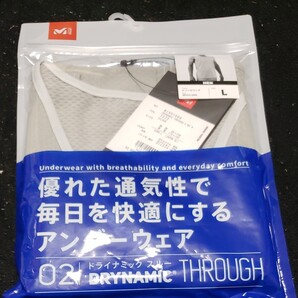 Millet
L
Underwear with breathability and everyday comfort
優れた通気性で
毎日を快適にする
アンダーウェア
ドライナミック スルー
02 DRYNAMIC THROUGH